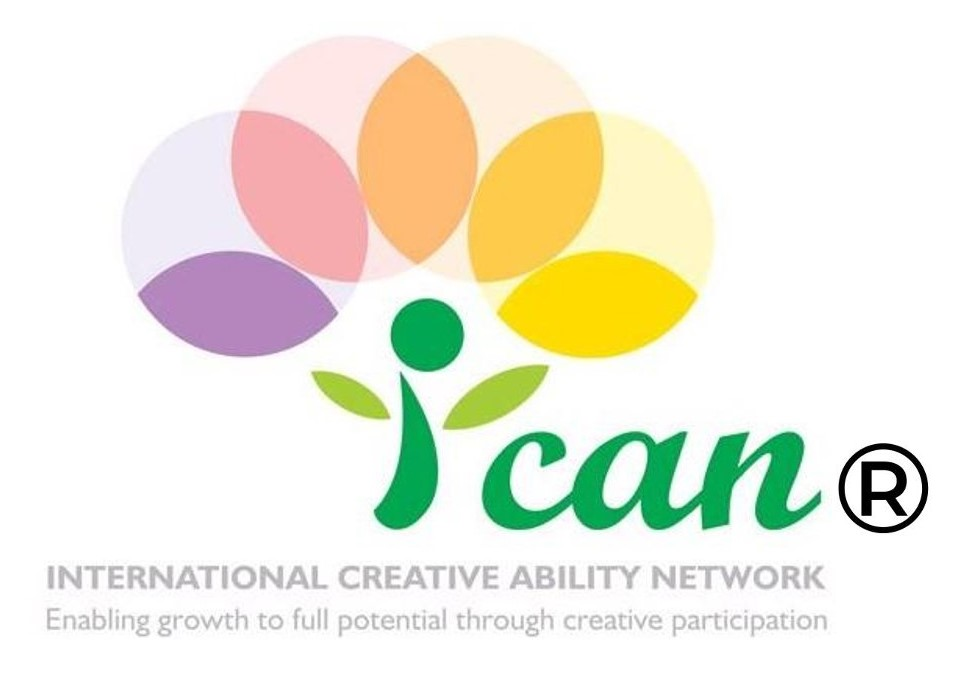 ican®
INTERNATIONAL CREATIVE ABILITY NETWORK
Enabling growth to full potential through creative participation